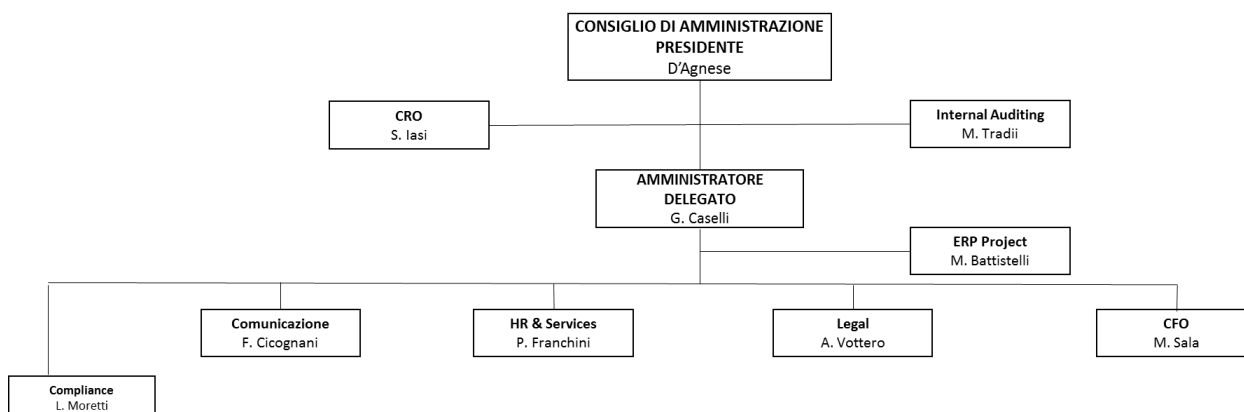 CONSIGLIO DI AMMINISTRAZIONE
PRESIDENTE
D'Agnese
CRO
S. Iasi
Internal Auditing
M. Tradii
AMMINISTRATORE
DELEGATO
G. Caselli
ERP Project
M. Battistelli
Comunicazione
F. Cicognani
HR & Services
P. Franchini
Legal
A. Vottero
CFO
M. Sala
Compliance
L. Moretti